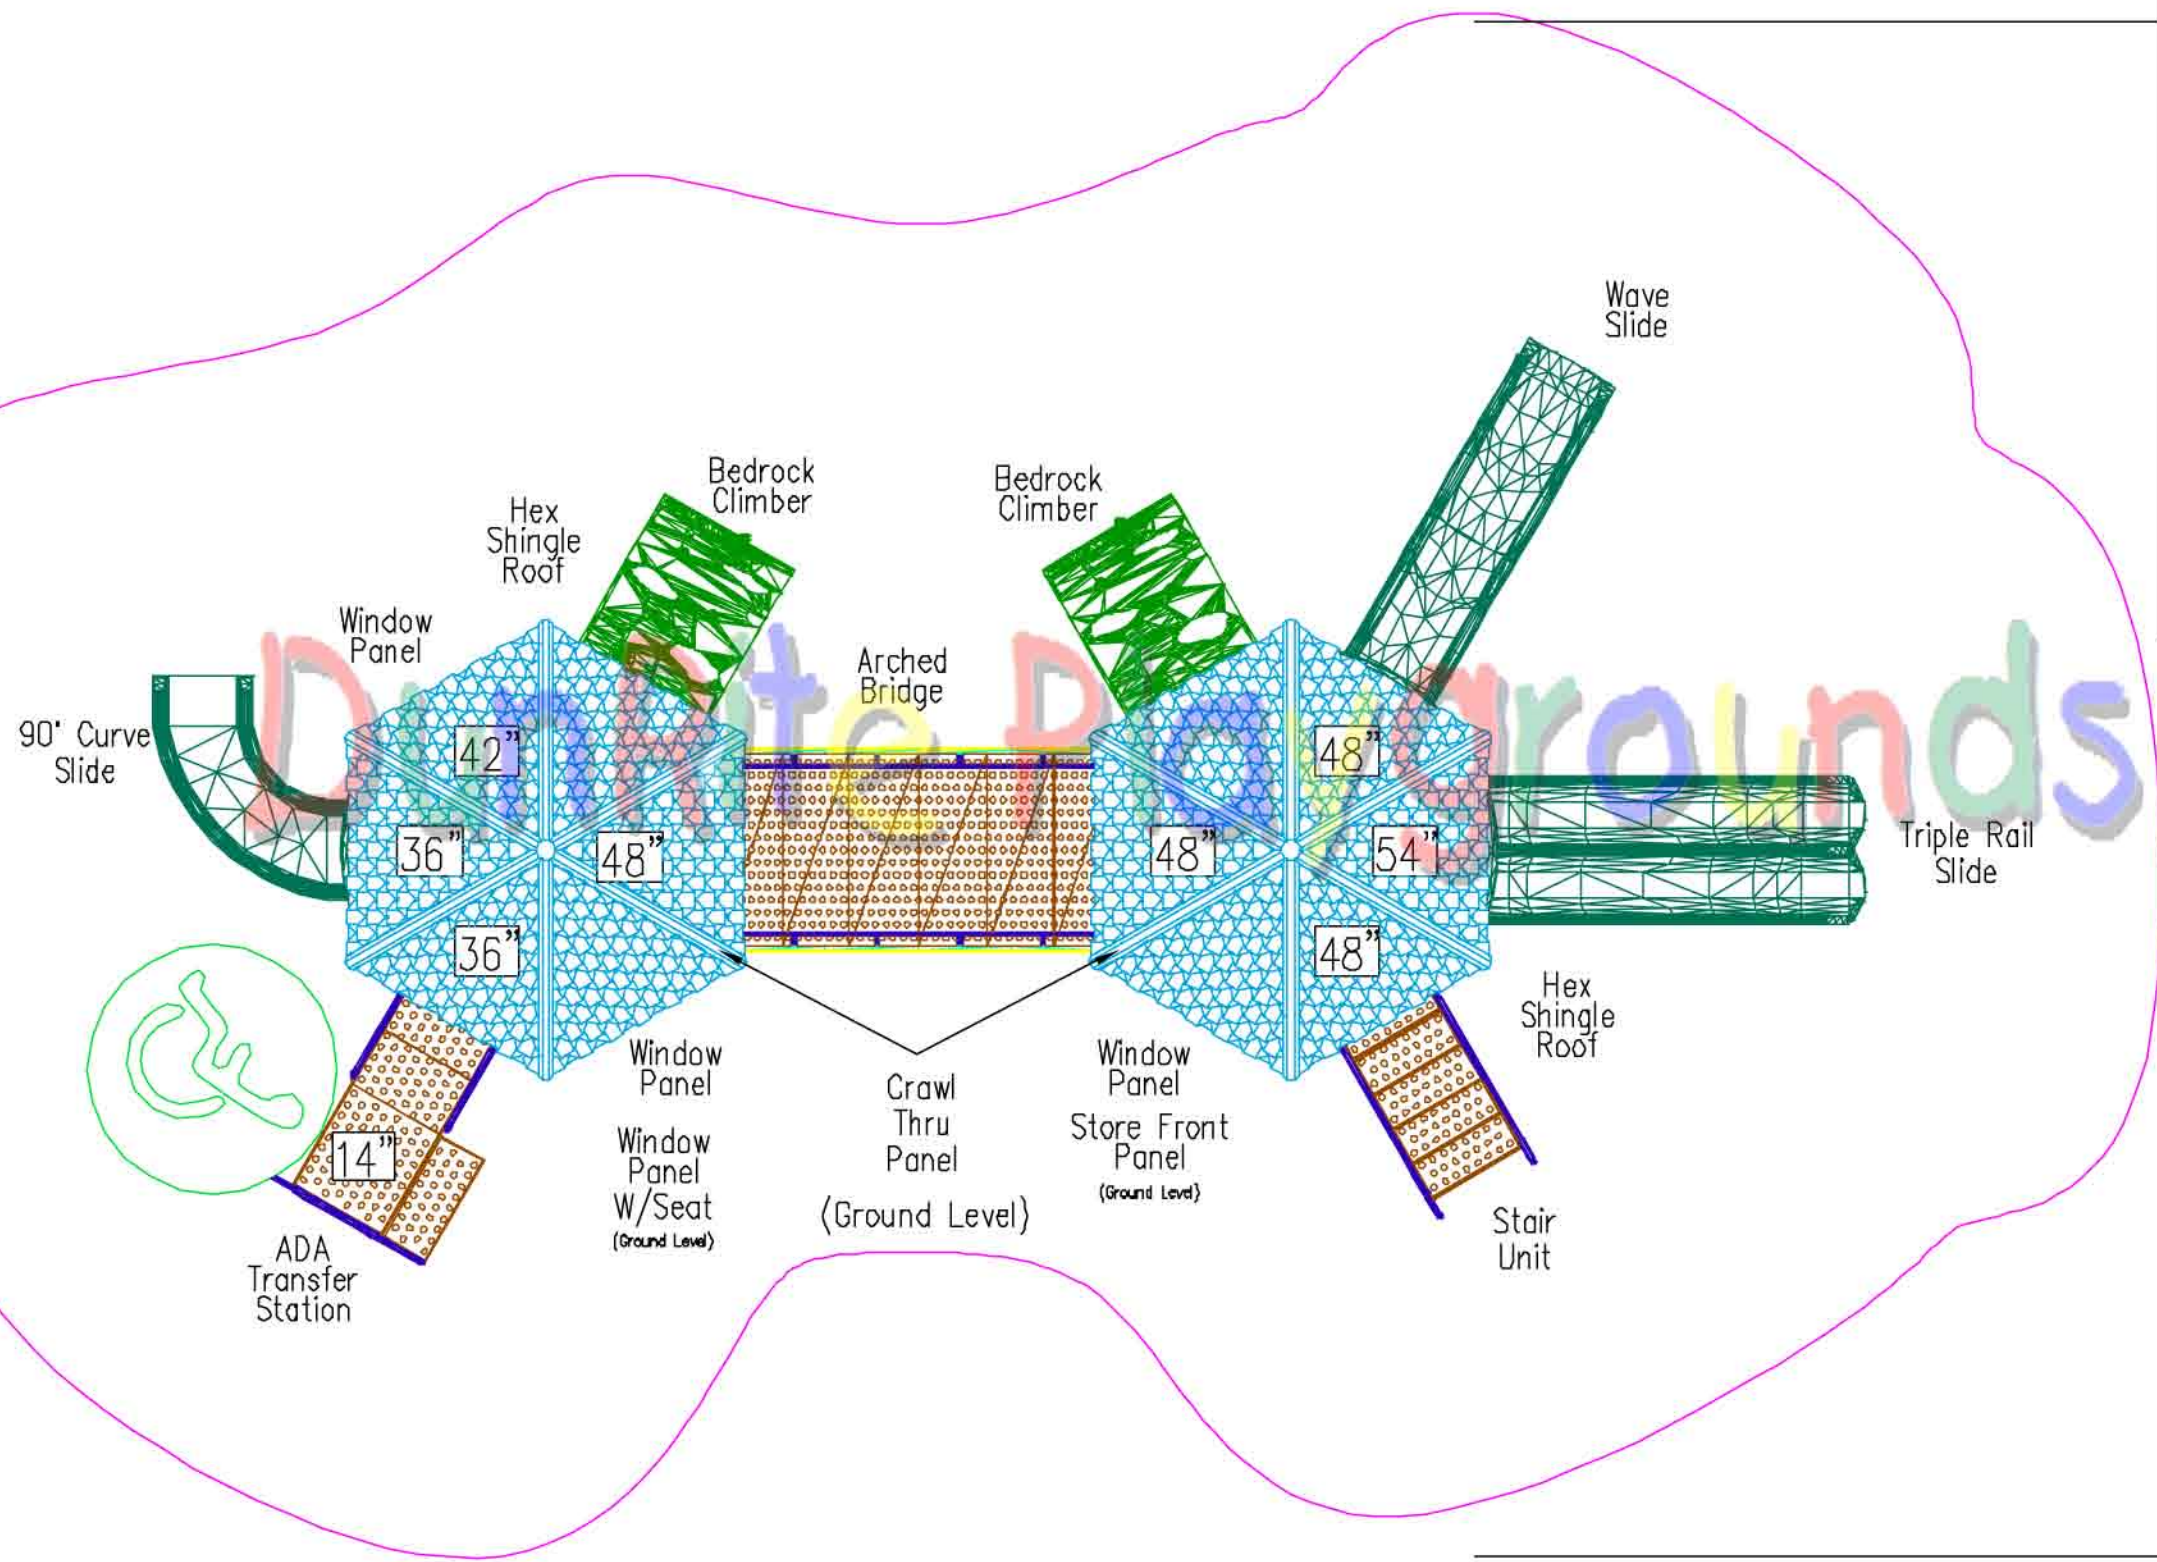 Wave
Slide
Bedrock
Climber
Bedrock
Climber
Hex
Shingle
Roof
Window
Panel
Arched
Bridge
DunRite Playgrounds
90° Curve
Slide
42"
48"
36"
48"
48"
54"
Triple Rail
Slide
36"
48"
Hex
Shingle
Roof
Window
Panel
Window
Panel
W/Seat
(Ground Level)
Crawl
Thru
Panel
(Ground Level)
Window
Panel
Store Front
Panel
(Ground Level)
14"
Stair
Unit
ADA
Transfer
Station